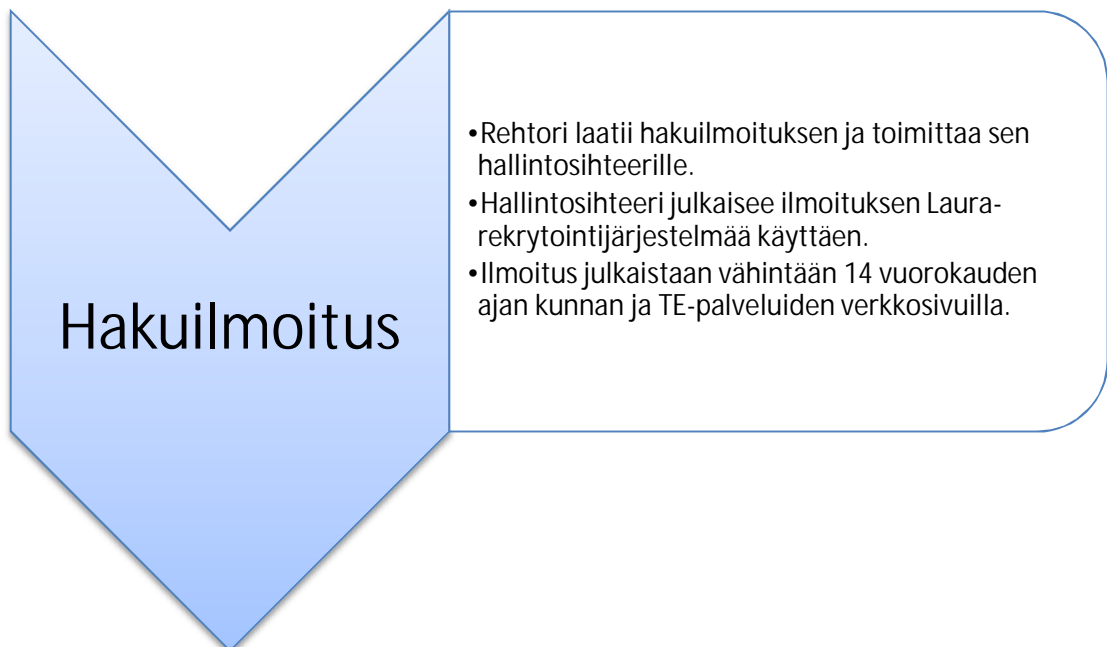 Hakuilmoitus
•Rehtori laatii hakuilmoituksen ja toimittaa sen
hallintosihteerille.
•Hallintosihteeri julkaisee ilmoituksen Laura-
rekrytointijärjestelmää käyttäen.
•Ilmoitus julkaistaan vähintään 14 vuorokauden
ajan kunnan ja TE-palveluiden verkkosivuilla.